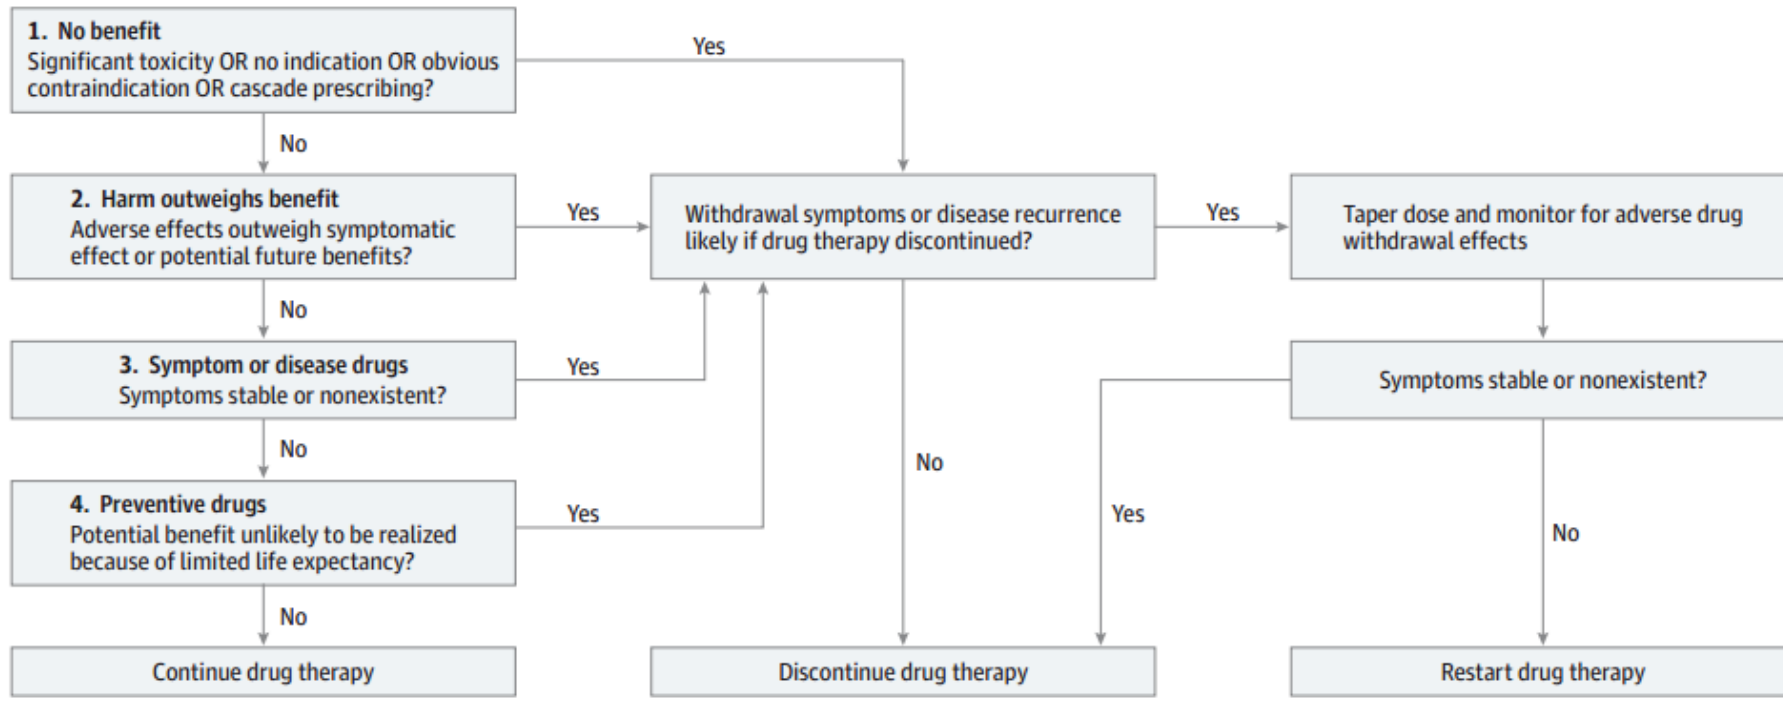 1. No benefit
Significant toxicity OR no indication OR obvious
contraindication OR cascade prescribing?
Yes
No
2. Harm outweighs benefit
Adverse effects outweigh symptomatic
effect or potential future benefits?
Yes
Withdrawal symptoms or disease recurrence
likely if drug therapy discontinued?
Yes
Taper dose and monitor for adverse drug
withdrawal effects
No
3. Symptom or disease drugs
Symptoms stable or nonexistent?
Yes
Symptoms stable or nonexistent?
No
No
4. Preventive drugs
Potential benefit unlikely to be realized
because of limited life expectancy?
Yes
Yes
No
No
Continue drug therapy
Discontinue drug therapy
Restart drug therapy